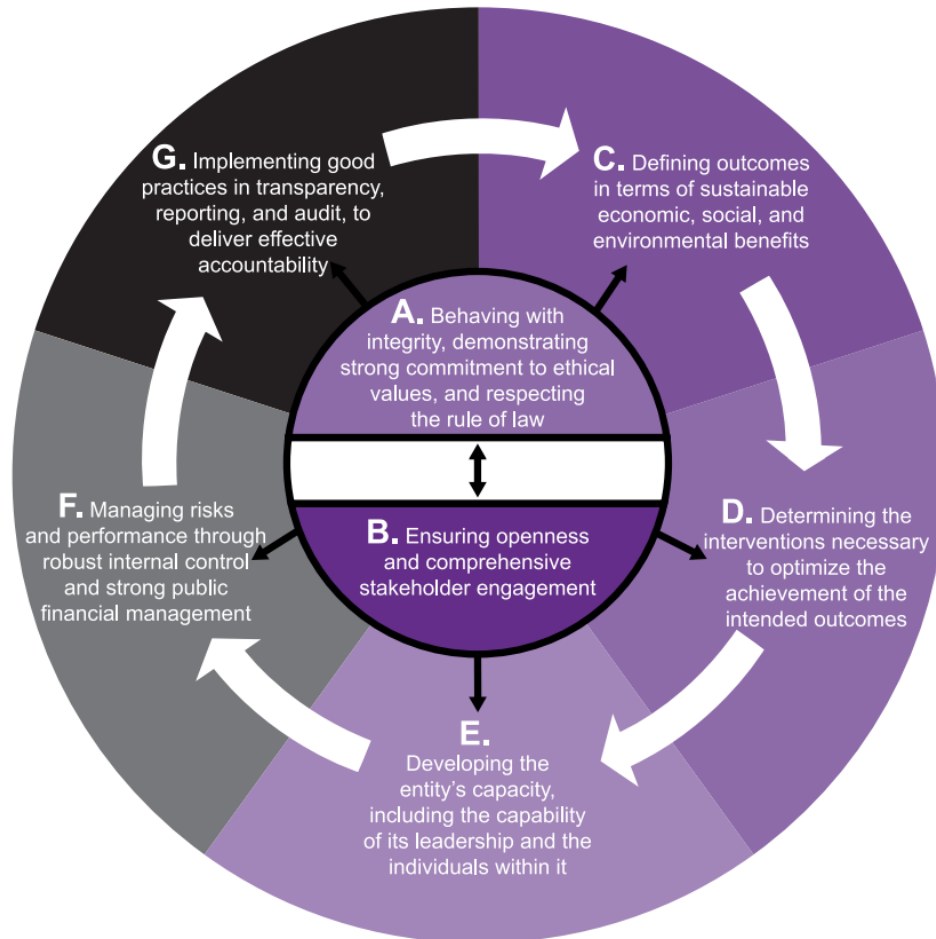 G. Implementing good
practices in transparency,
reporting, and audit, to
deliver effective
accountability
C. Defining outcomes
in terms of sustainable
economic, social, and
environmental benefits
A. Behaving with
integrity, demonstrating
strong commitment to ethical
values, and respecting
the rule of law
B. Ensuring openness
and comprehensive
stakeholder engagement
D. Determining the
interventions necessary
to optimize the
achievement of the
intended outcomes
E.
Developing the
entity’s capacity,
including the capability
of its leadership and the
individuals within it
F. Managing risks
and performance through
robust internal control
and strong public
financial management